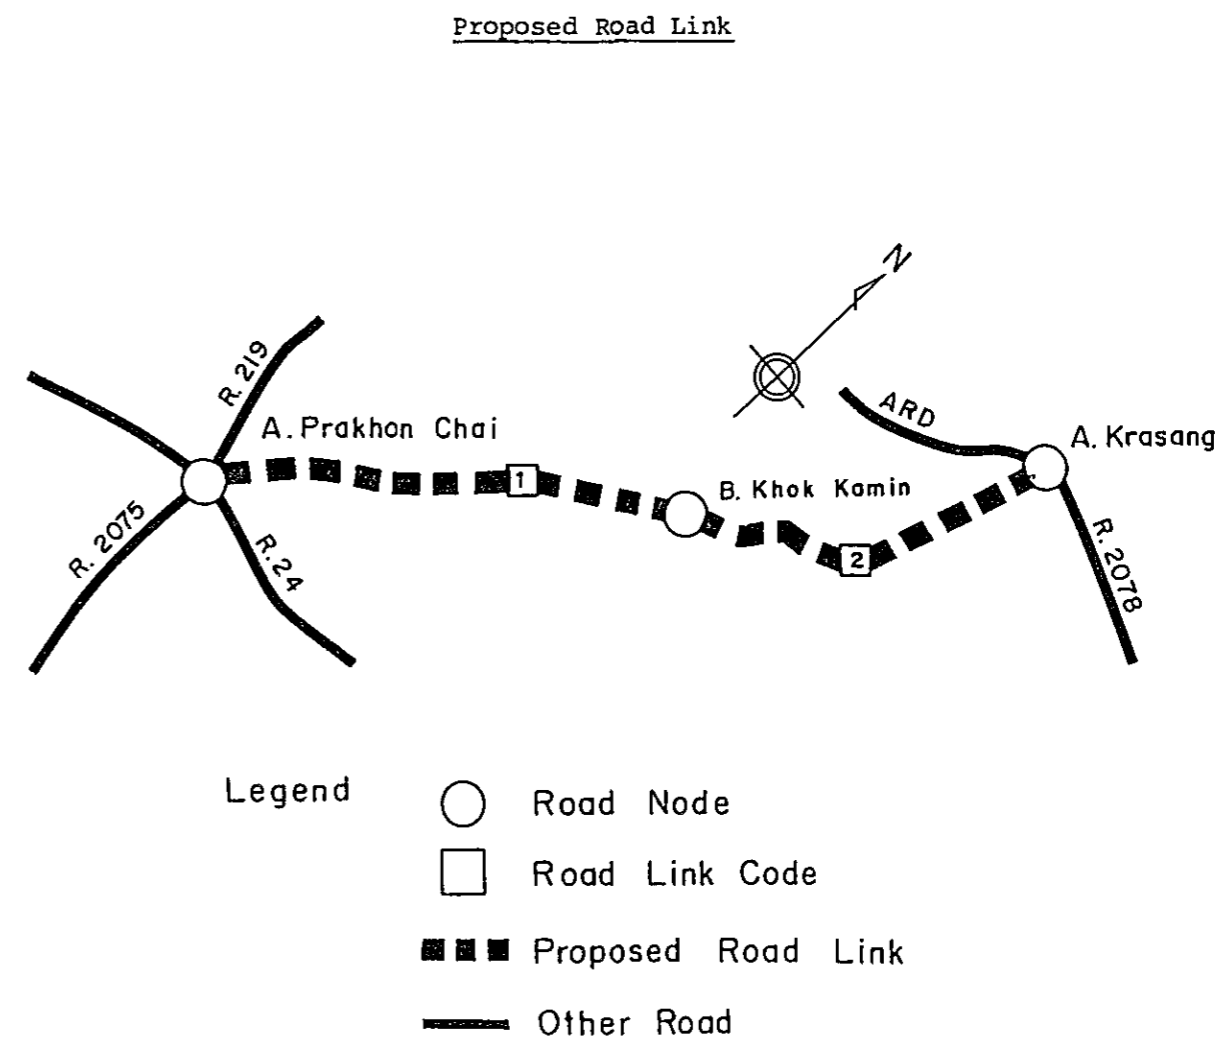 Proposed Road Link
N
R. 219
ARD
A. Prakhon Chai
A. Krasang
1
B. Khok Kamin
R. 2075
R. 24
2
R. 2078
Legend
Road Node
Road Link Code
Proposed Road Link
Other Road